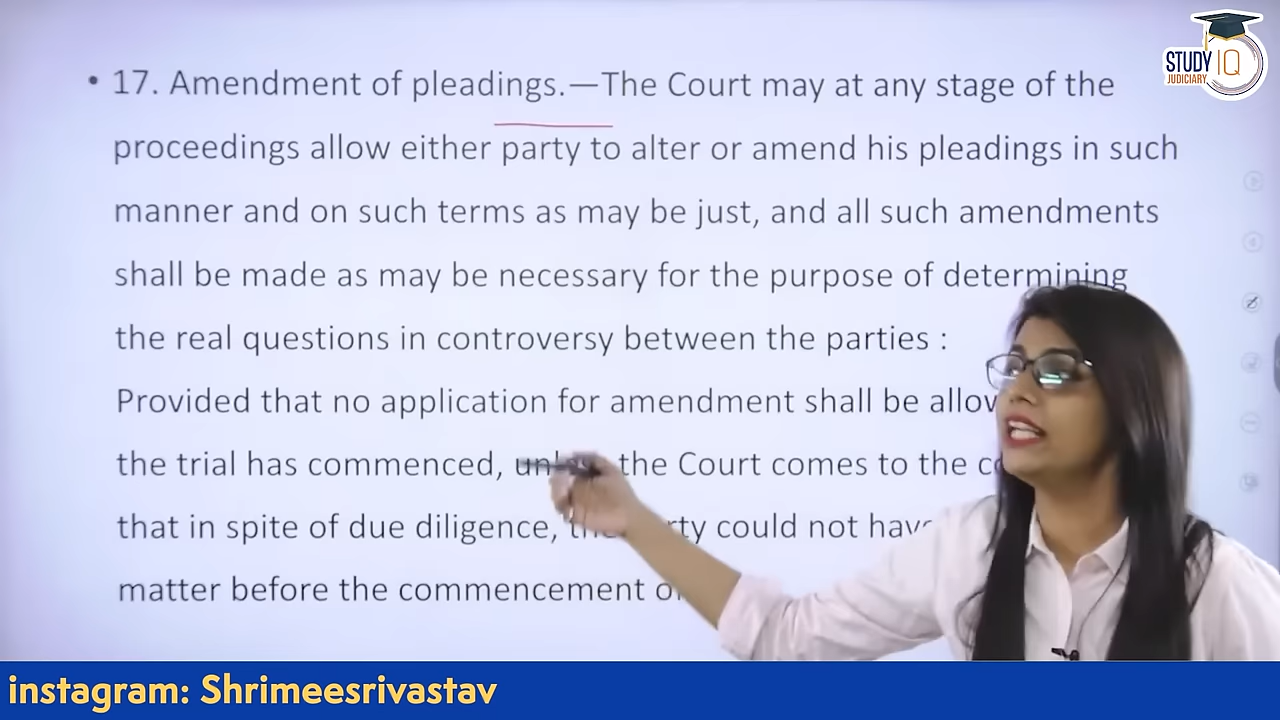 STUDY IQ
JUDICIARY
• 17. Amendment of pleadings.—The Court may at any stage of the
proceedings allow either party to alter or amend his pleadings in such
manner and on such terms as may be just, and all such amendments
shall be made as may be necessary for the purpose of determining
the real questions in controversy between the parties :
Provided that no application for amendment shall be
the trial has commenced, the Court comes to the
that in spite of due diligence, could not
matter before the commencement
instagram: Shrimeesrivastav